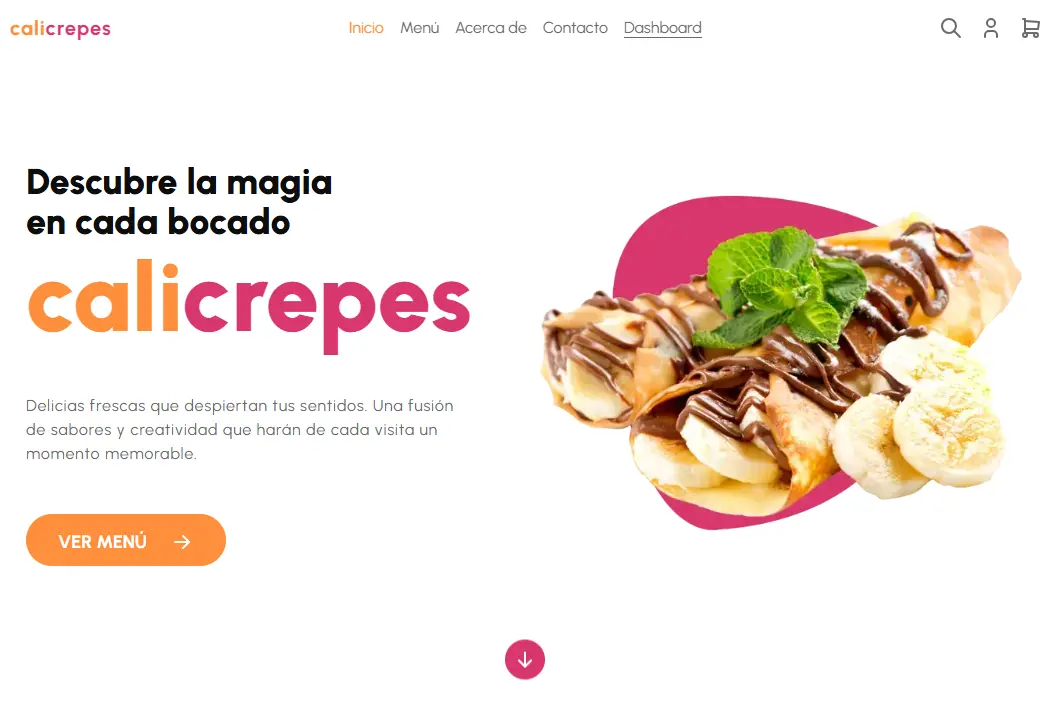 calicrepes
Inicio Menú Acerca de Contacto Dashboard
Descubre la magia
en cada bocado
calicrepes
Delicias frescas que despiertan tus sentidos. Una fusión
de sabores y creatividad que harán de cada visita un
momento memorable.
VER MENÚ